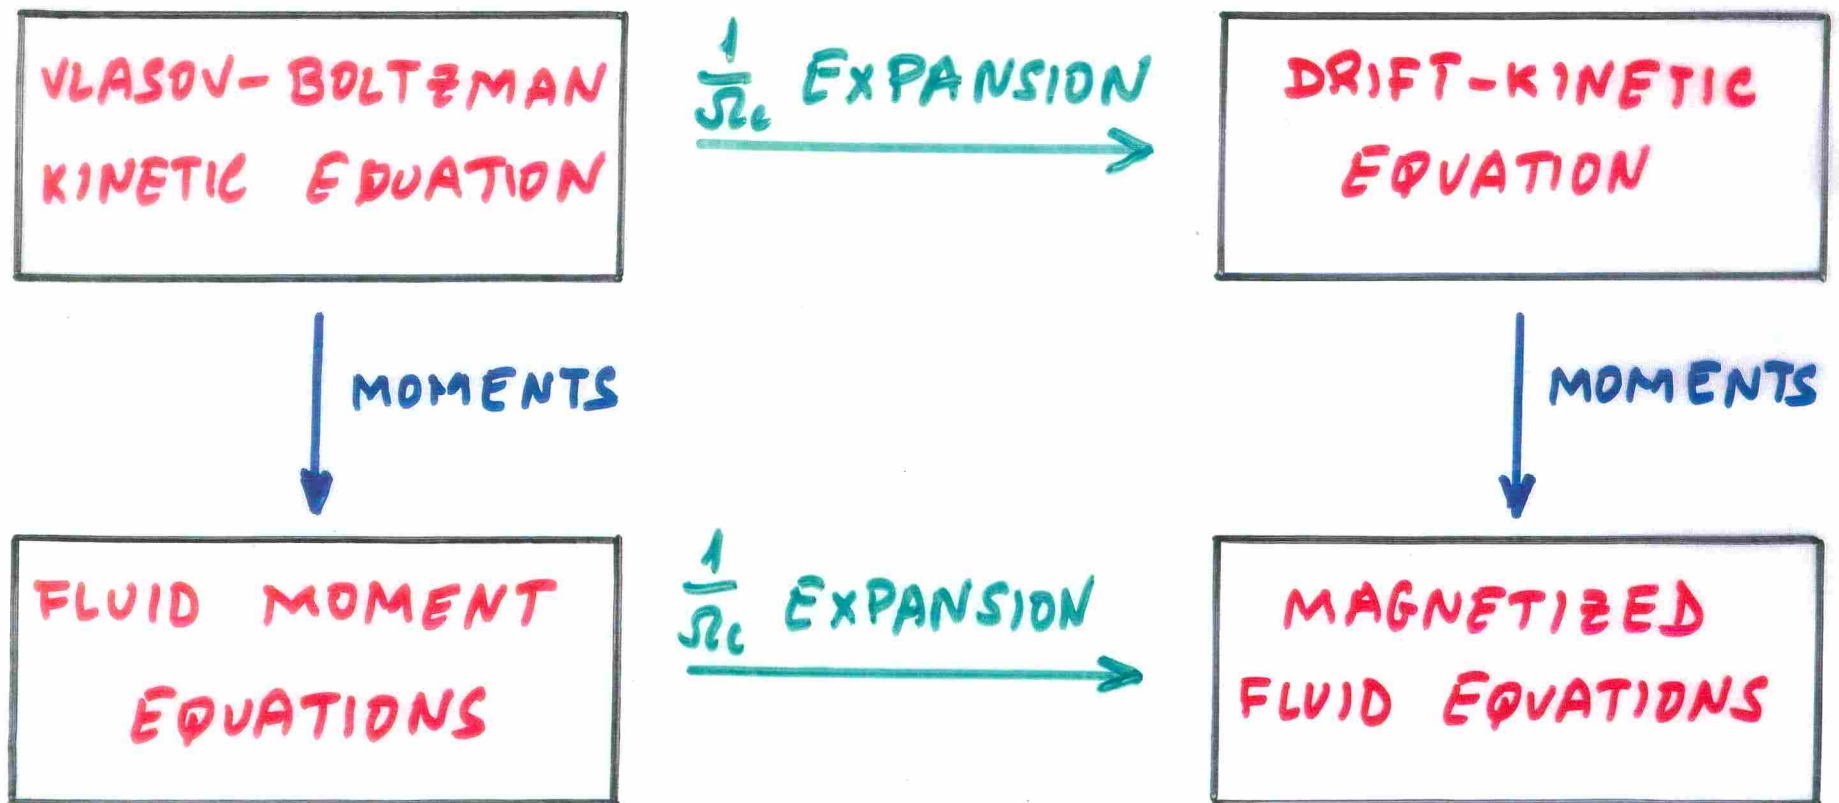 VLASOV-BOLTZMAN
KINETIC EQUATION
1/Ωc EXPANSION
DRIFT-KINETIC
EQUATION
MOMENTS
MOMENTS
FLUID MOMENT
EQUATIONS
1/Ωc EXPANSION
MAGNETIZED
FLUID EQUATIONS